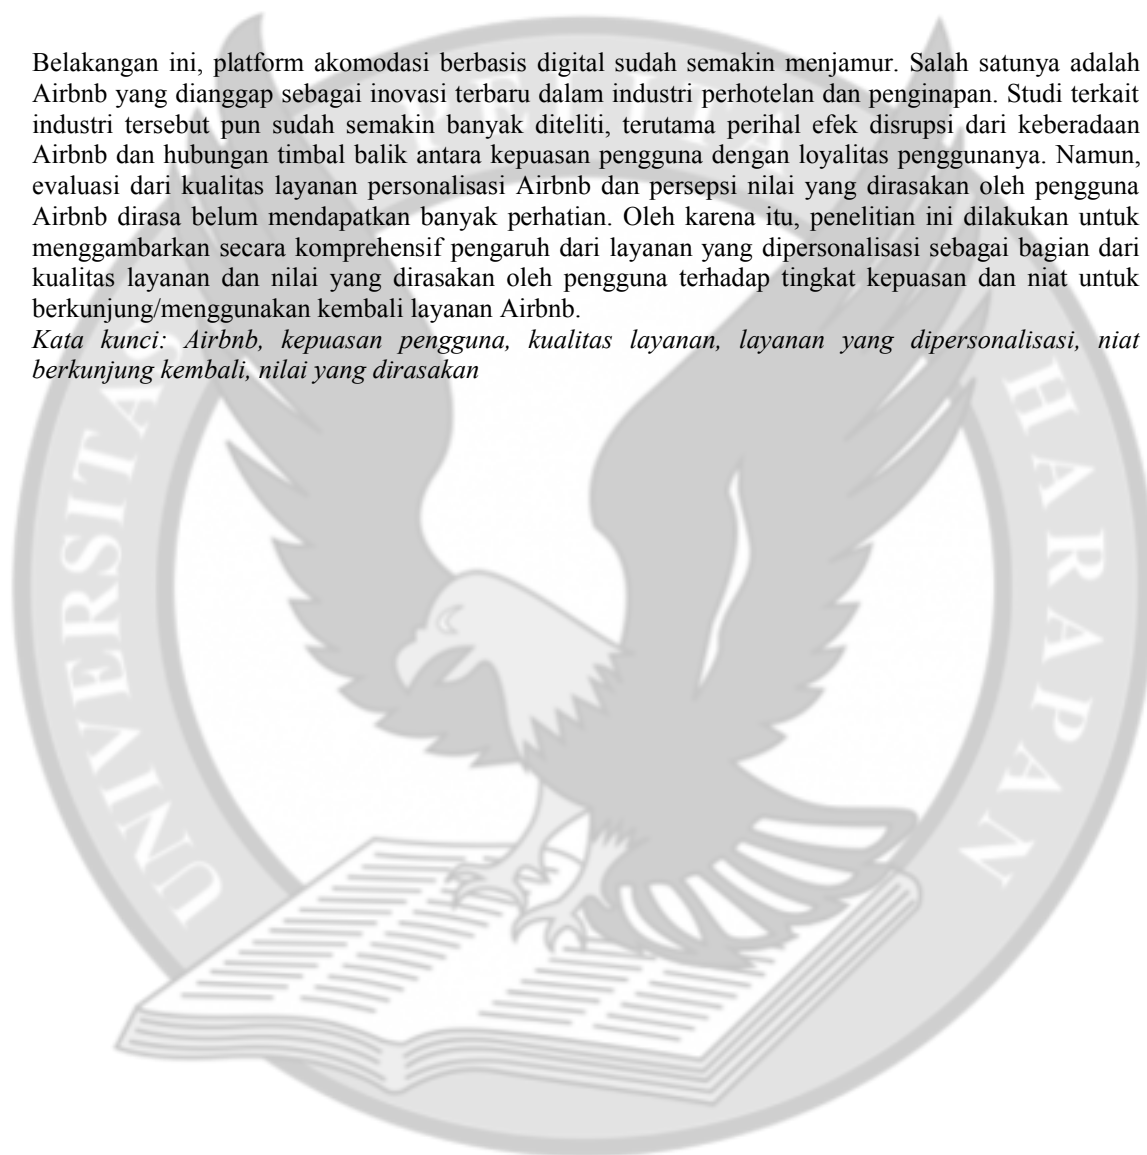 Belakangan ini, platform akomodasi berbasis digital sudah semakin menjamur. Salah satunya adalah
Airbnb yang dianggap sebagai inovasi terbaru dalam industri perhotelan dan penginapan. Studi terkait
industri tersebut pun sudah semakin banyak diteliti, terutama perihal efek disrupsi dari keberadaan
Airbnb dan hubungan timbal balik antara kepuasan pengguna dengan loyalitas penggunanya. Namun,
evaluasi dari kualitas layanan personalisasi Airbnb dan persepsi nilai yang dirasakan oleh pengguna
Airbnb dirasa belum mendapatkan banyak perhatian. Oleh karena itu, penelitian ini dilakukan untuk
menggambarkan secara komprehensif pengaruh dari layanan yang dipersonalisasi sebagai bagian dari
kualitas layanan dan nilai yang dirasakan oleh pengguna terhadap tingkat kepuasan dan niat untuk
berkunjung/menggunakan kembali layanan Airbnb.
Kata kunci: Airbnb, kepuasan pengguna, kualitas layanan, layanan yang dipersonalisasi, niat
berkunjung kembali, nilai yang dirasakan
UNIVERSITAS
PELITA
HARAPAN